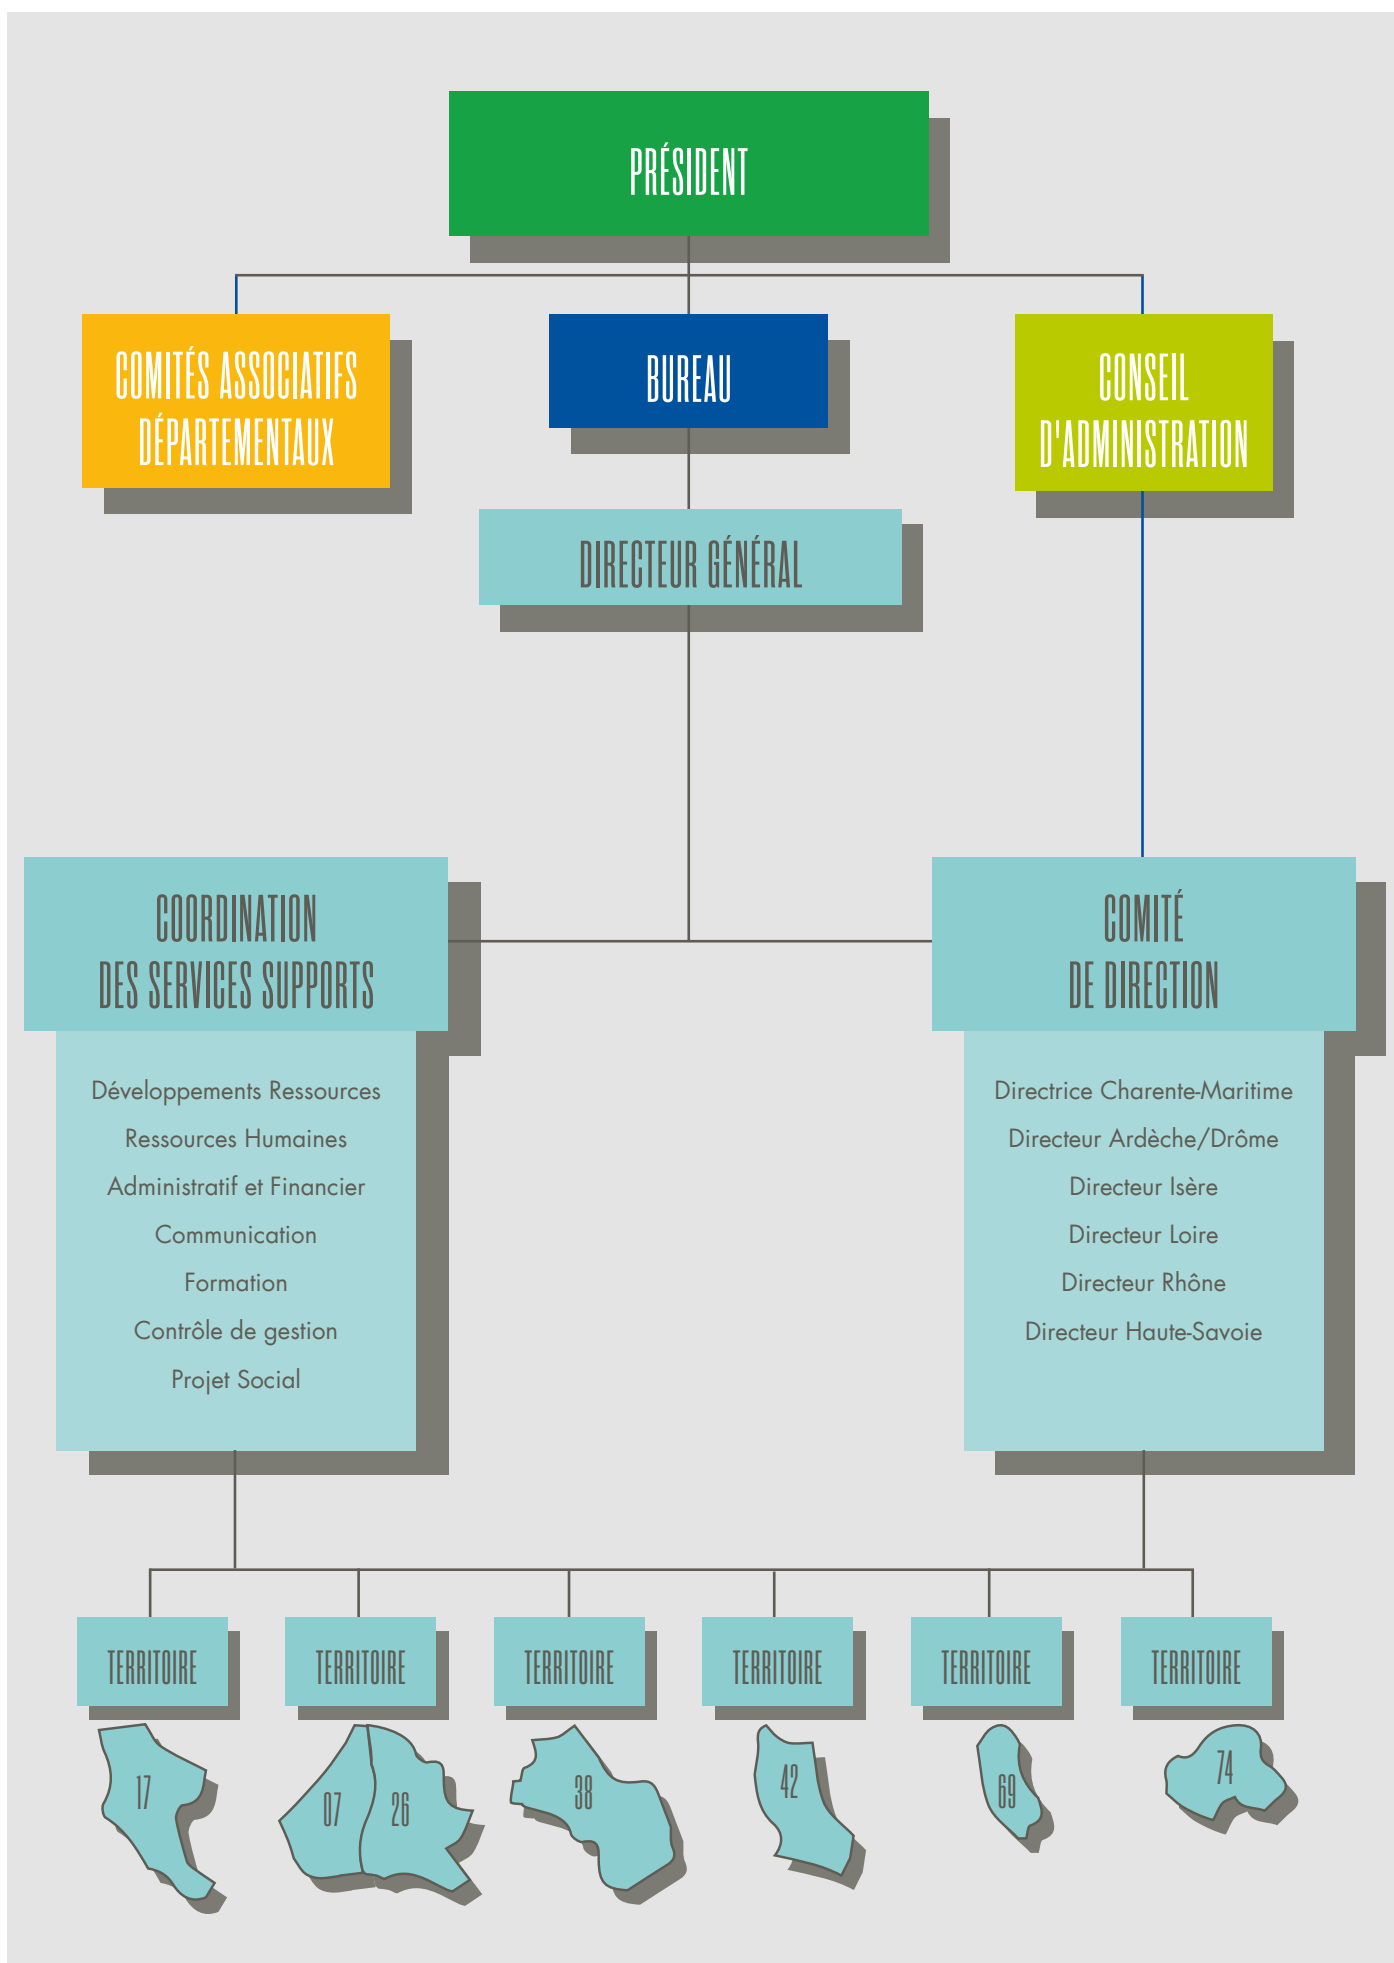 PRÉSIDENT
COMITÉS ASSOCIATIFS
DÉPARTEMENTAUX
BUREAU
CONSEIL
D'ADMINISTRATION
DIRECTEUR GÉNÉRAL
COORDINATION
DES SERVICES SUPPORTS
Développements Ressources
Ressources Humaines
Administratif et Financier
Communication
Formation
Contrôle de gestion
Projet Social
COMITÉ
DE DIRECTION
Directrice Charente-Maritime
Directeur Ardèche/Drôme
Directeur Isère
Directeur Loire
Directeur Rhône
Directeur Haute-Savoie
TERRITOIRE
17
TERRITOIRE
07
26
TERRITOIRE
38
TERRITOIRE
42
TERRITOIRE
69
TERRITOIRE
74